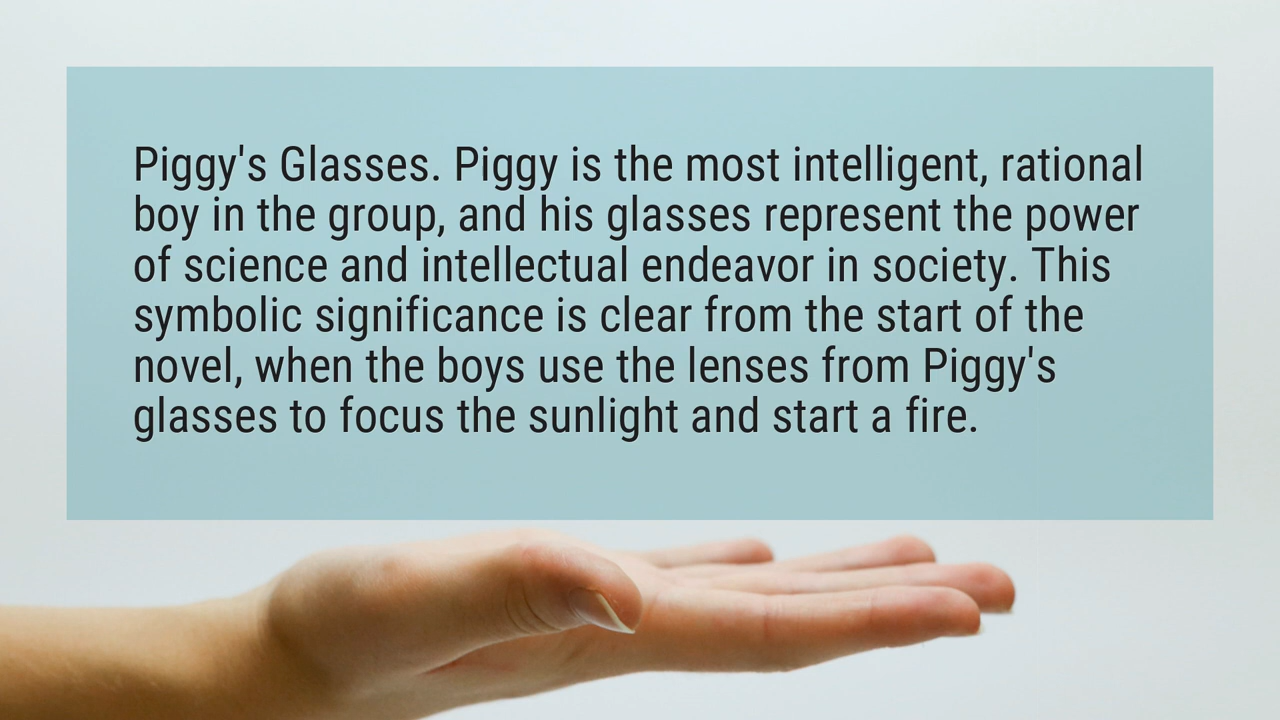 Piggy's Glasses. Piggy is the most intelligent, rational
boy in the group, and his glasses represent the power
of science and intellectual endeavor in society. This
symbolic significance is clear from the start of the
novel, when the boys use the lenses from Piggy's
glasses to focus the sunlight and start a fire.